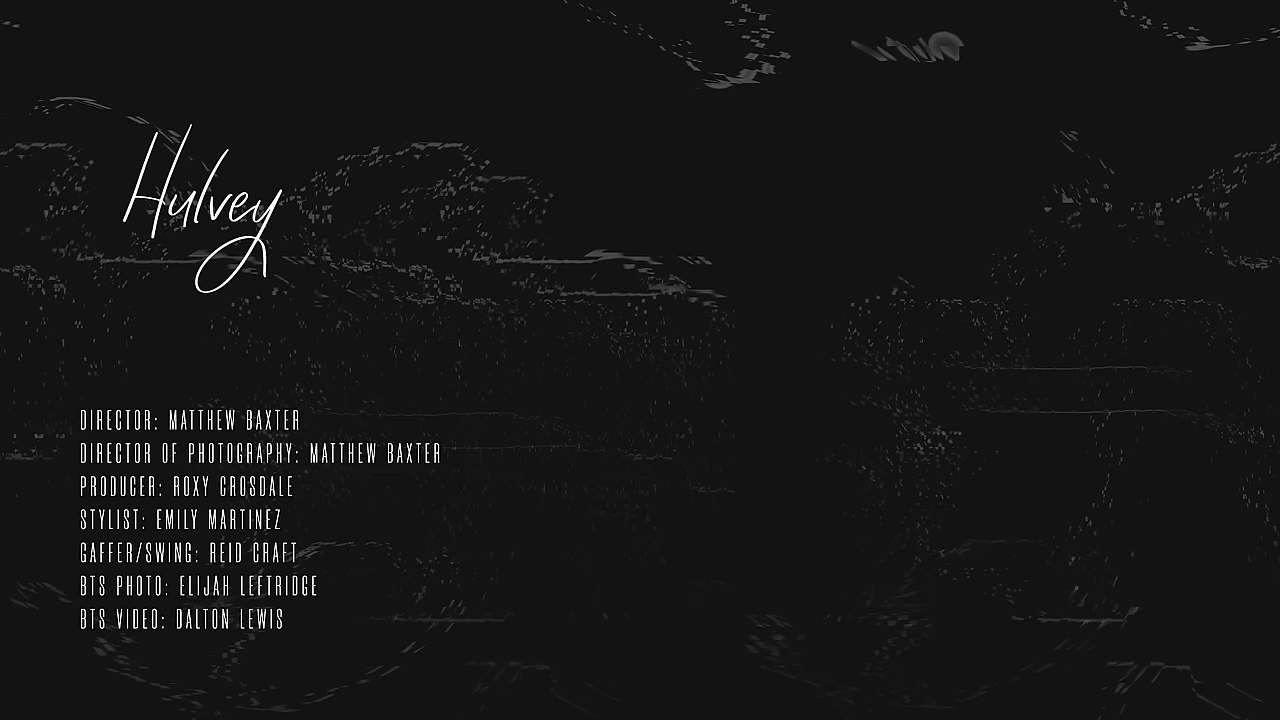 Hulvey
DIRECTOR: MATTHEW BAXTER
DIRECTOR OF PHOTOGRAPHY: MATTHEW BAXTER
PRODUCER: ROXY CROSDALE
STYLIST: EMILY MARTINEZ
GAFFER/SWING: REID CRAFT
BTS PHOTO: ELIJAH LEFTRIDGE
BTS VIDEO: DALTON LEWIS